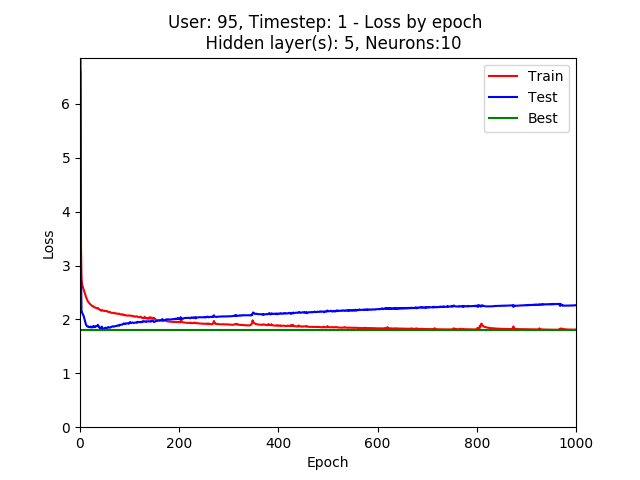 User: 95, Timestep: 1 - Loss by epoch
Hidden layer(s): 5, Neurons:10
Train
Test
Best
Loss
6
5
4
3
2
1
0
0 200 400 600 800 1000
Epoch